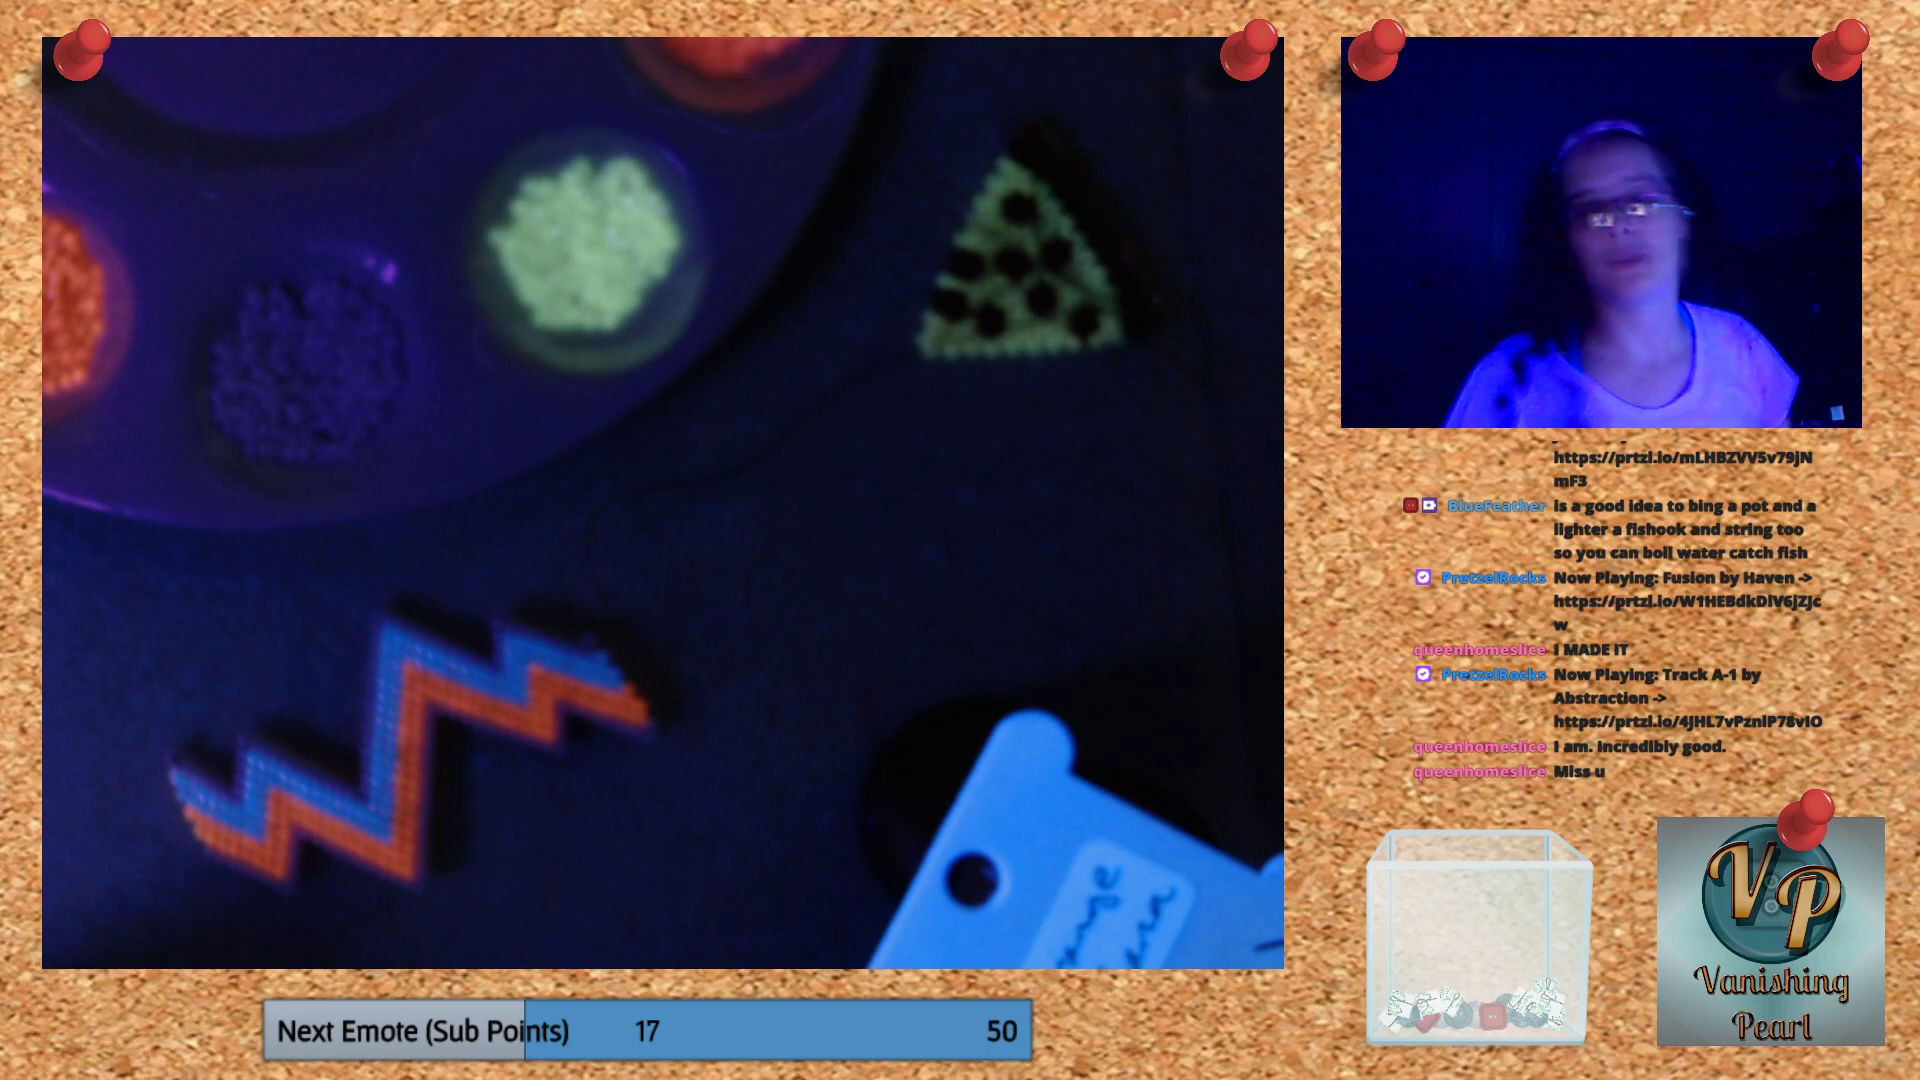 https://prtzl.io/mLHBZVV5v79jN
mF3
BlueFeather is a good idea to bing a pot and a
lighter a fishook and string too
so you can boil water catch fish
PretzelRocks Now Playing: Fusion by Haven ->
https://prtzl.io/W1HEBdkDlV6jZJc
w
queenhomeslice I MADE IT
PretzelRocks Now Playing: Track A-1 by
Abstraction ->
https://prtzl.io/4JHL7vPznlP78vIO
queenhomeslice I am. Incredibly good.
queenhomeslice Miss u
VP
Vanishing
Pearl
Next Emote (Sub Points) 17 50